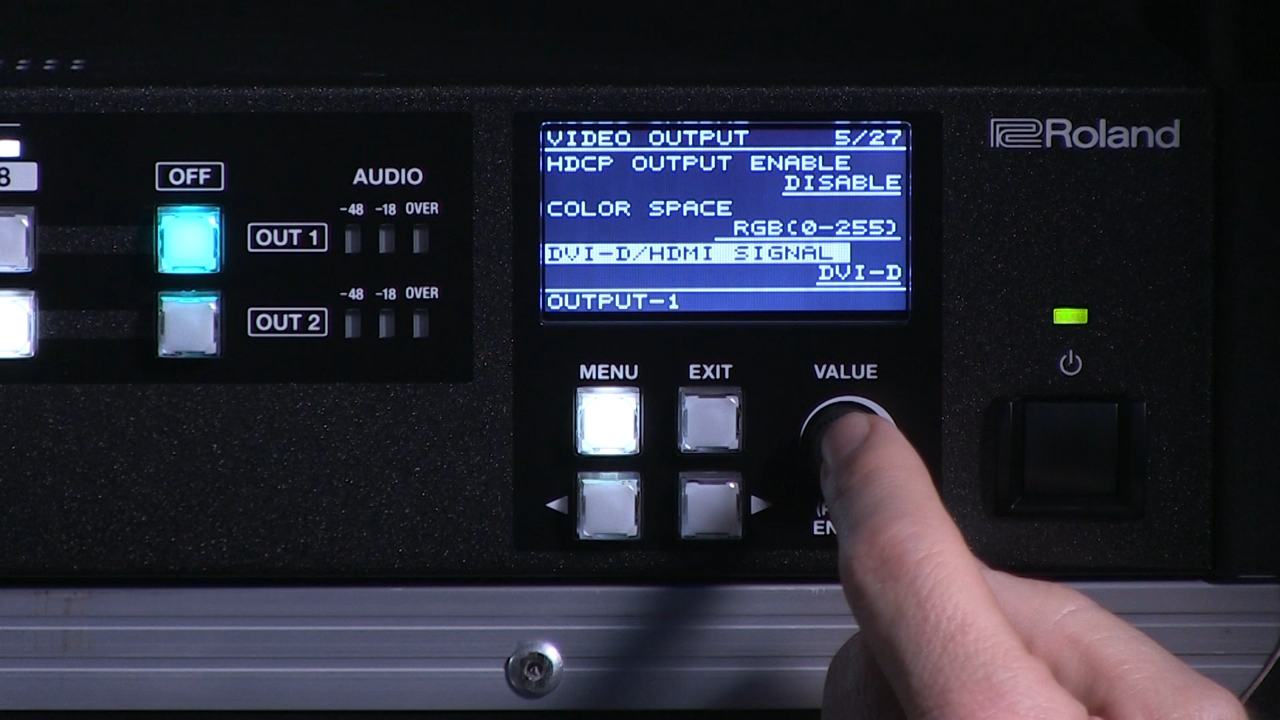 Roland
VIDEO OUTPUT 5/27
HDCP OUTPUT ENABLE
DISABLE
COLOR SPACE
RGB(0-255)
DVI-D/HDMI SIGNAL
DVI-D
OUTPUT-1
8
OFF
AUDIO
-48 -18 OVER
OUT 1
-48 -18 OVER
OUT 2
MENU EXIT VALUE